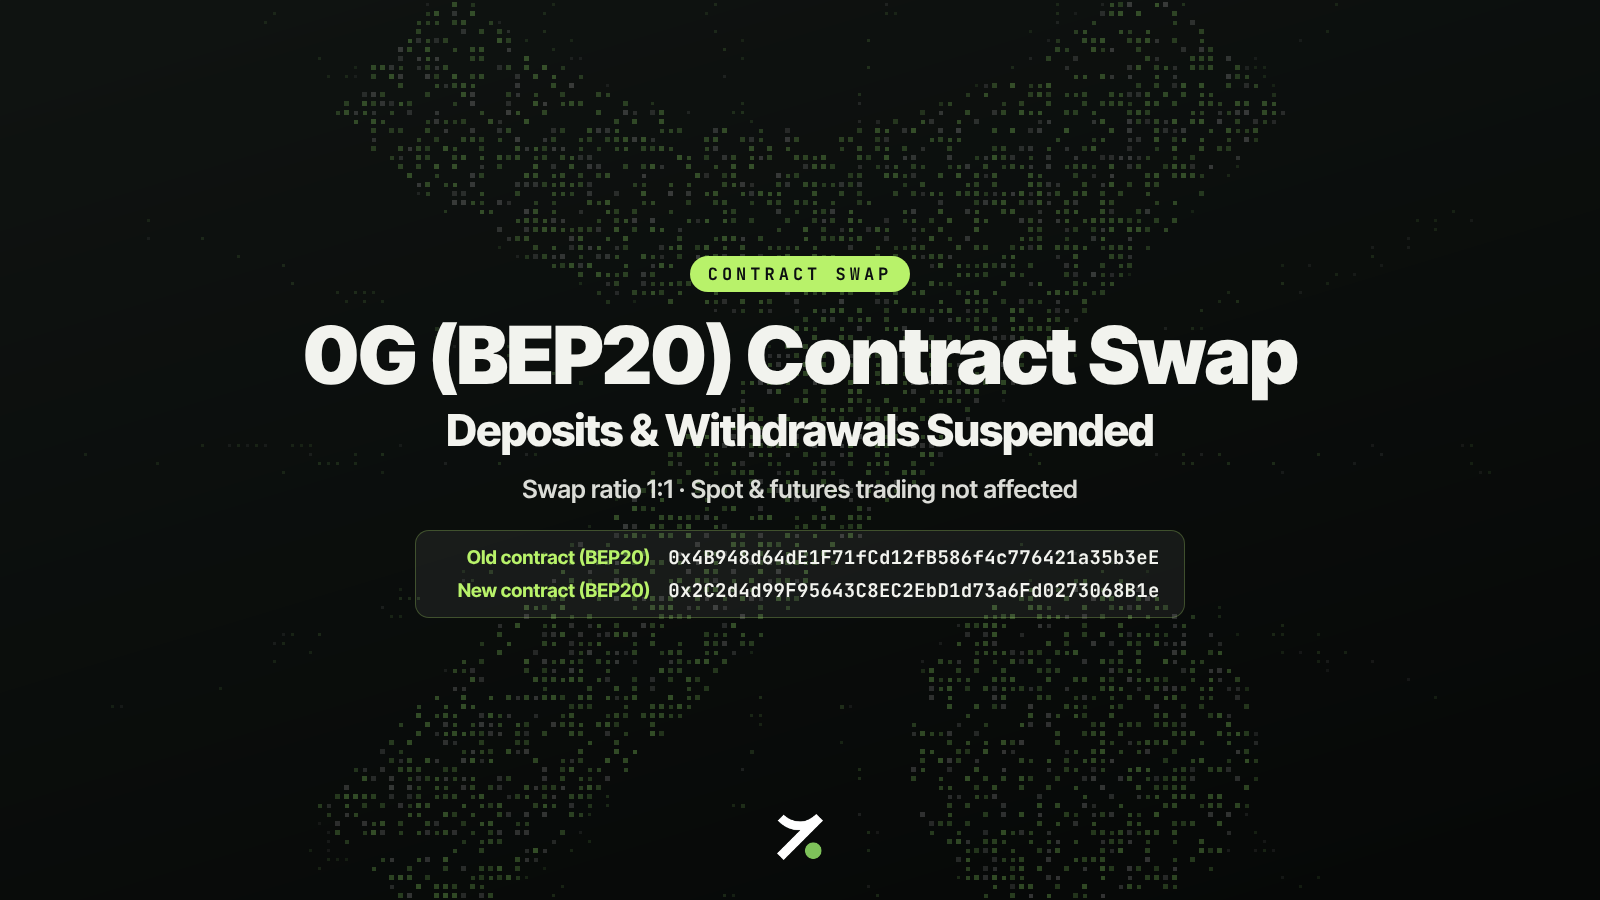 CONTRACT SWAP
0G (BEP20) Contract Swap
Deposits & Withdrawals Suspended
Swap ratio 1:1 · Spot & futures trading not affected
Old contract (BEP20) 0x4B948d64dE1F71fCd12fB586f4c776421a35b3eE
New contract (BEP20) 0x2C2d4d99F95643C8EC2EbD1d73a6Fd0273068B1e